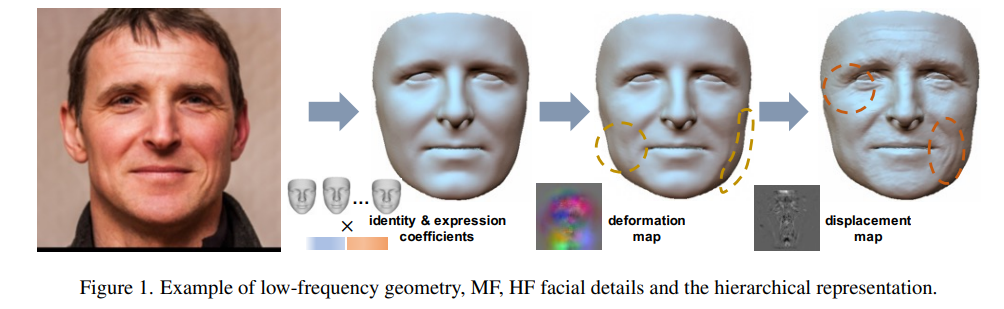 ... 
×
identity & expression
coefficients
deformation
map
displacement
map
Figure 1. Example of low-frequency geometry, MF, HF facial details and the hierarchical representation.